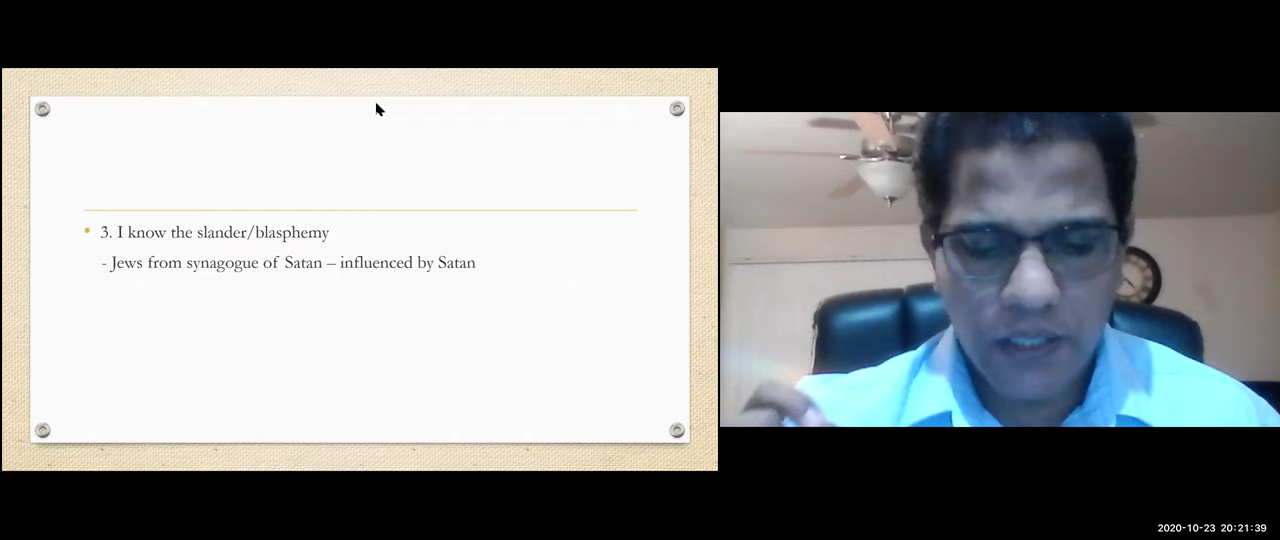 3. I know the slander/blasphemy
- Jews from synagogue of Satan – influenced by Satan
2020-10-23 20:21:39